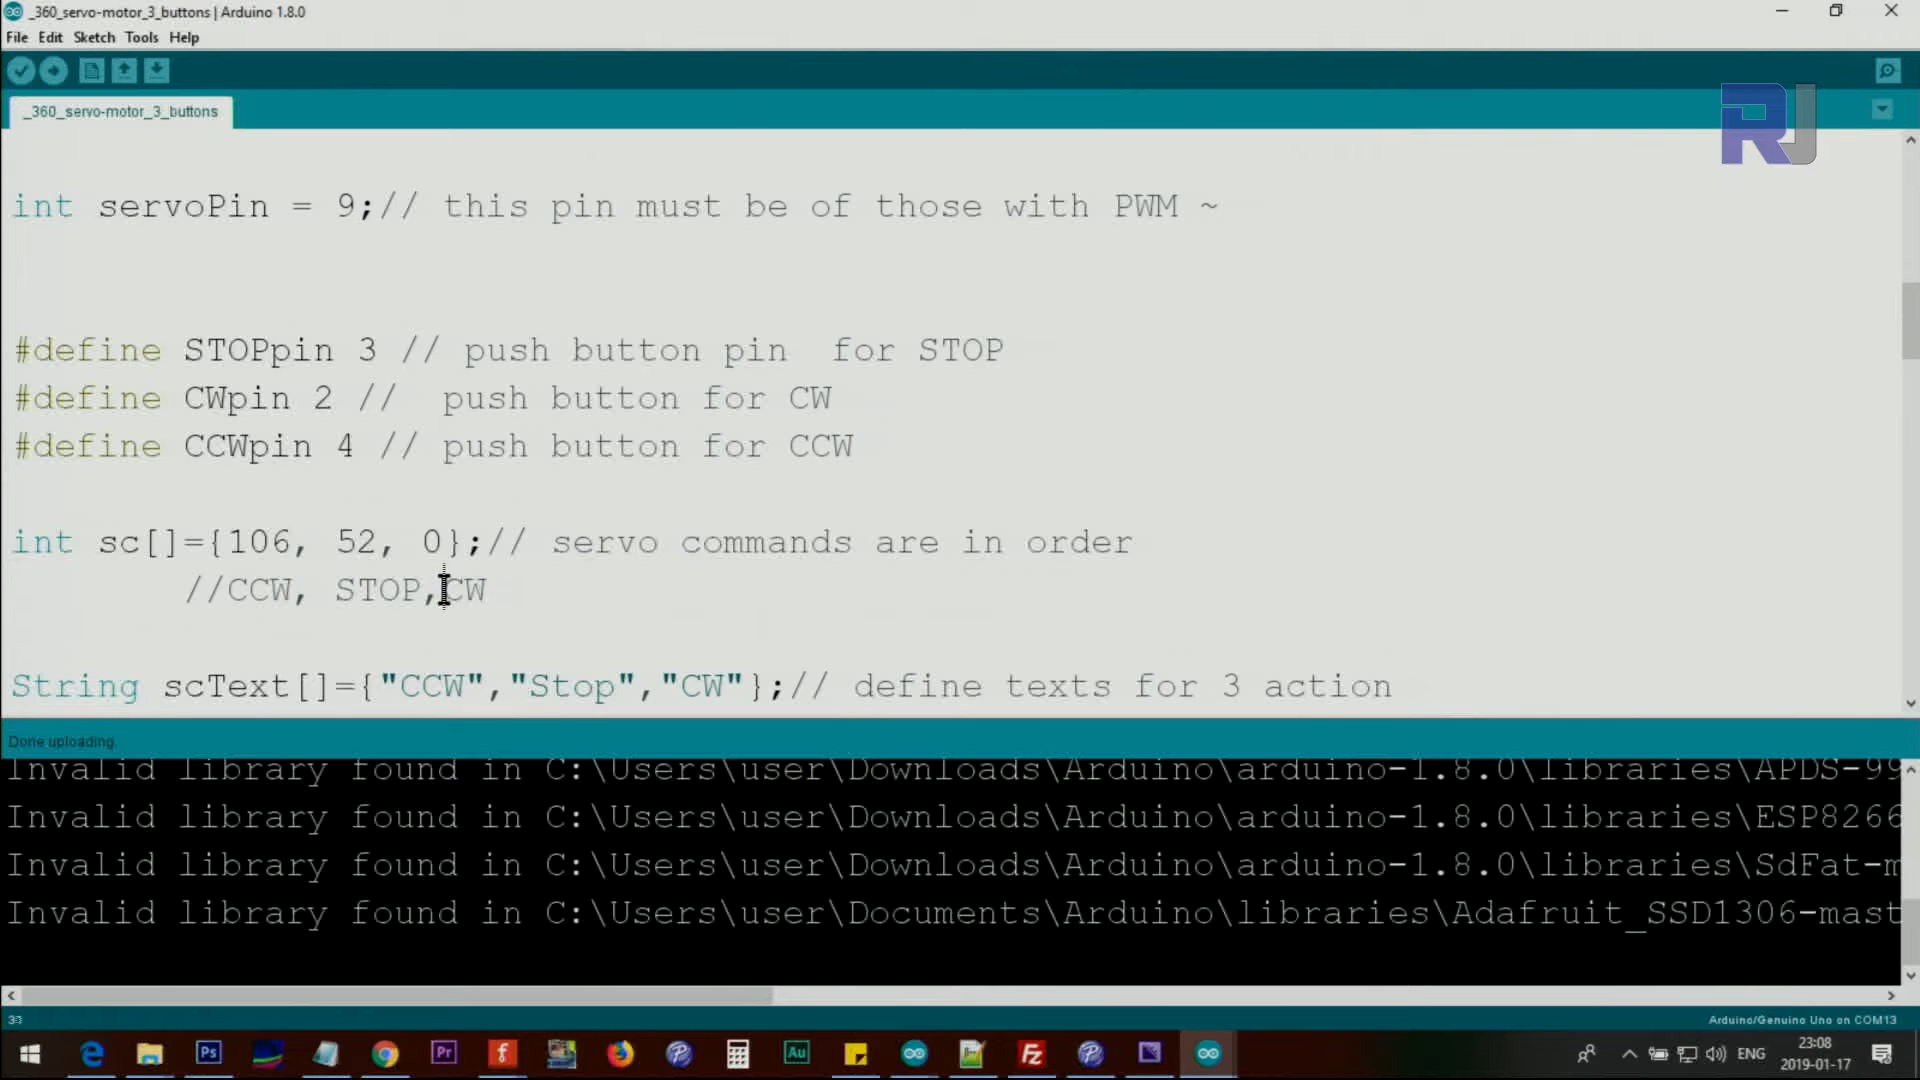 _360_servo-motor_3_buttons | Arduino 1.8.0
File Edit Sketch Tools Help
_360_servo-motor_3_buttons
RJ
int servoPin = 9;// this pin must be of those with PWM ~
#define STOPpin 3 // push button pin  for STOP
#define CWpin 2 //  push button for CW
#define CCWpin 4 // push button for CCW
int sc[]={106, 52, 0};// servo commands are in order
//CCW, STOP,CW
String scText[]={"CCW","Stop","CW"};// define texts for 3 action
Done uploading.
Invalid library found in C:\Users\user\Downloads\Arduino\arduino-1.8.0\libraries\APDS-99
Invalid library found in C:\Users\user\Downloads\Arduino\arduino-1.8.0\libraries\ESP8266
Invalid library found in C:\Users\user\Downloads\Arduino\arduino-1.8.0\libraries\SdFat-m
Invalid library found in C:\Users\user\Documents\Arduino\libraries\Adafruit_SSD1306-mast
Arduino/Genuino Uno on COM13
Ps Pr f Au Fz ENG
23:08
2019-01-17